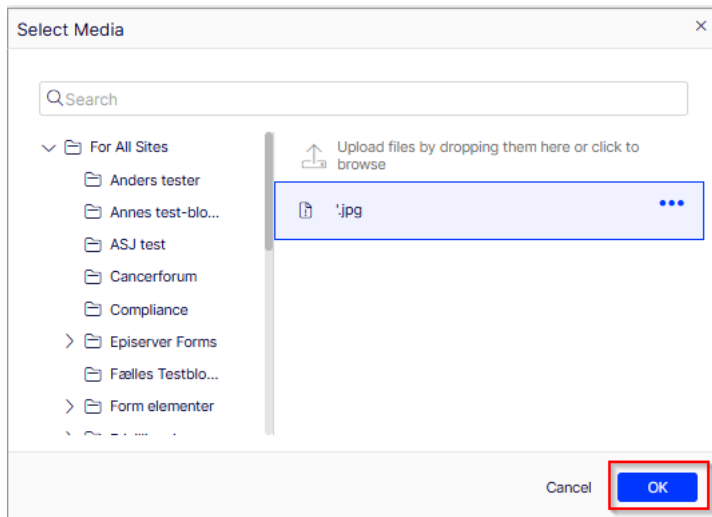 Select Media
Search
For All Sites
Anders tester
Annes test-blo...
ASJ test
Cancerforum
Compliance
Episerver Forms
Fælles Testblo...
Form elementer
Upload files by dropping them here or click to
browse
'.jpg
Cancel
OK